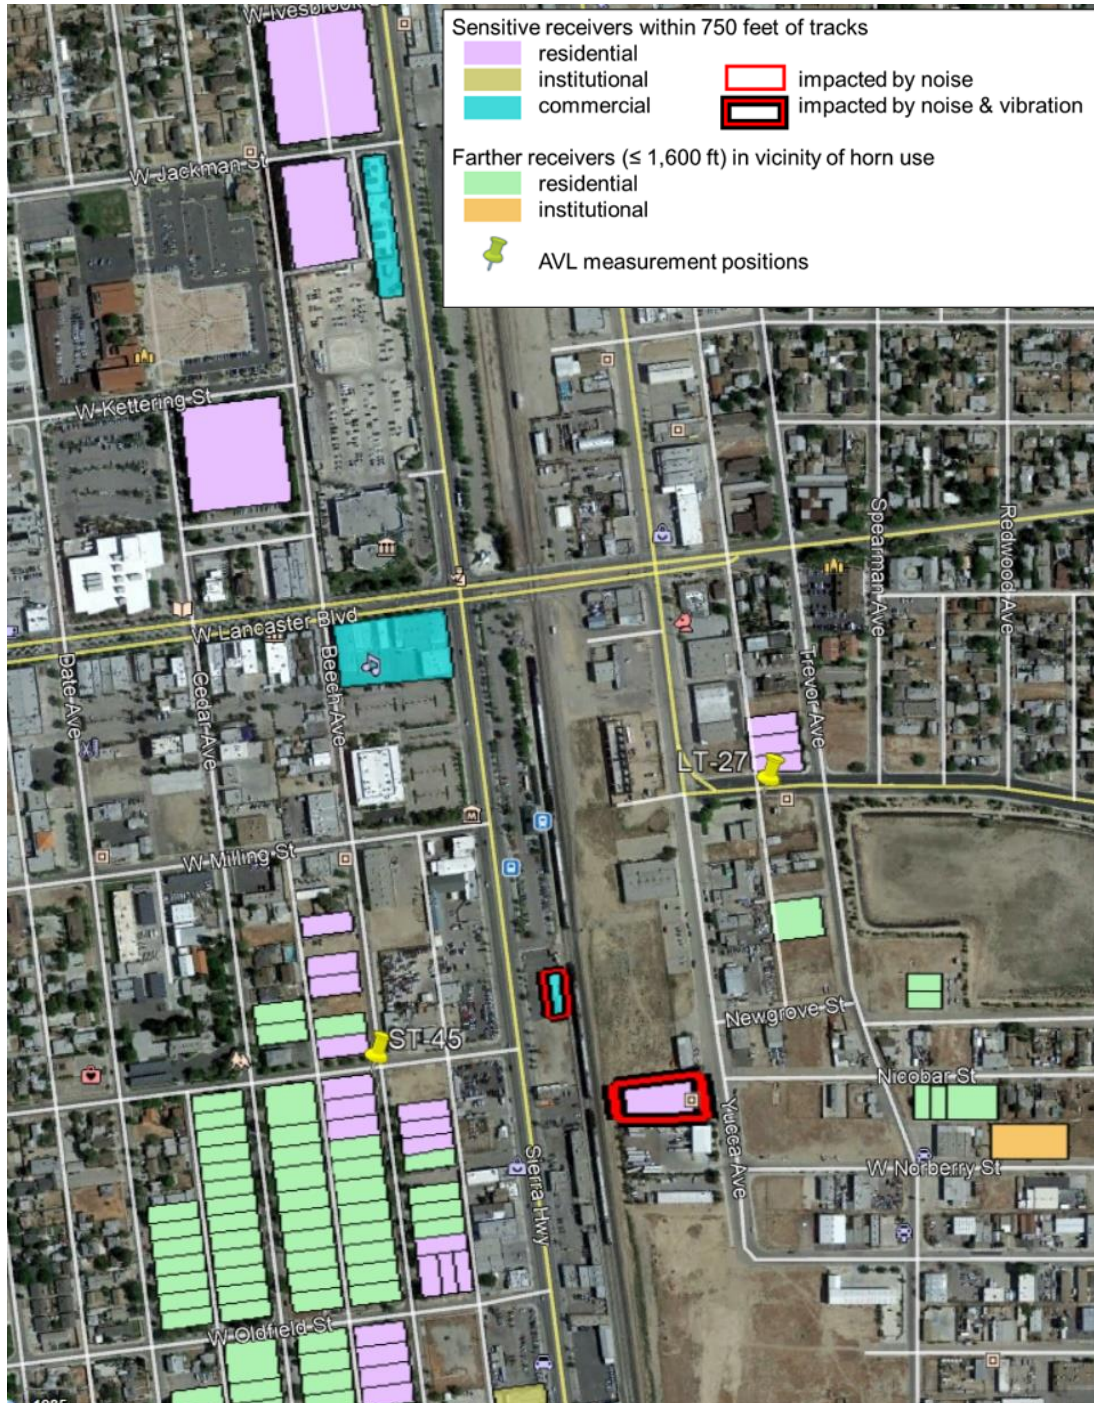 W Ivesbrook
Sensitive receivers within 750 feet of tracks
residential
institutional
commercial
impacted by noise
impacted by noise & vibration
Farther receivers (≤ 1,600 ft) in vicinity of horn use
residential
institutional
AVL measurement positions
W Jackman St
W Kettering St
Spearman Ave
Redwood Ave
W Lancaster Blvd
Date Ave
Cedar Ave
Beech Ave
Trevor Ave
LT-27
W Milling St
ST-45
Newgrove St
Nicobar St
Yucca Ave
Sierra Hwy
W Norberry St
W Oldfield St